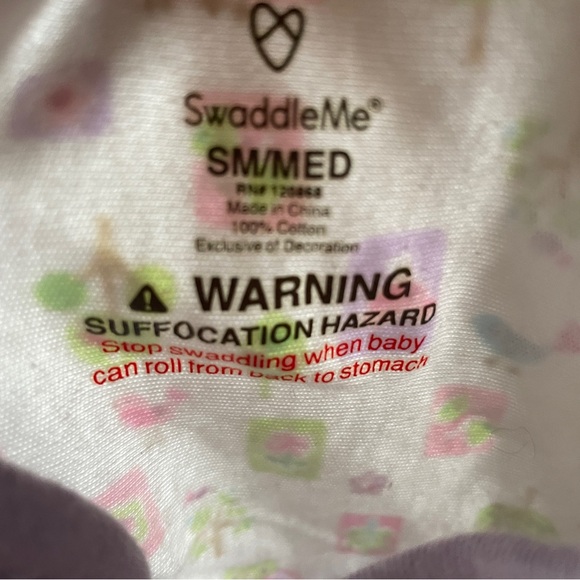 SwaddleMe®
SM/MED
RN# 120868
Made in China
100% Cotton
Exclusive of Decoration
WARNING
SUFFOCATION HAZARD
Stop swaddling when baby
can roll from back to stomach